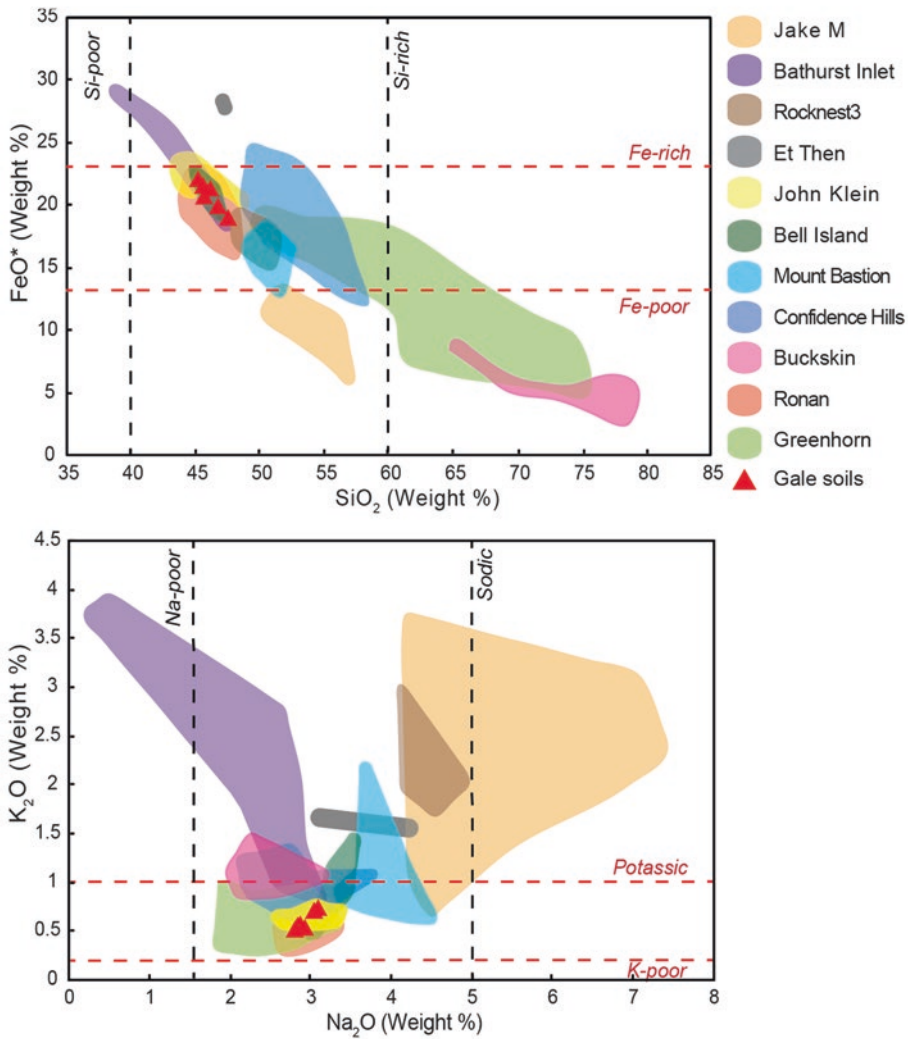 35
30
25
20
15
10
5
0
FeO* (Weight %)
Si-poor
Si-rich
Fe-rich
Fe-poor
35 40 45 50 55 60 65 70 75 80 85
SiO₂ (Weight %)
Jake M
Bathurst Inlet
Rocknest3
Et Then
John Klein
Bell Island
Mount Bastion
Confidence Hills
Buckskin
Ronan
Greenhorn
Gale soils
4.5
4
3.5
3
2.5
2
1.5
1
0.5
0
K₂O (Weight %)
Na-poor
Sodic
Potassic
K-poor
0 1 2 3 4 5 6 7 8
Na₂O (Weight %)